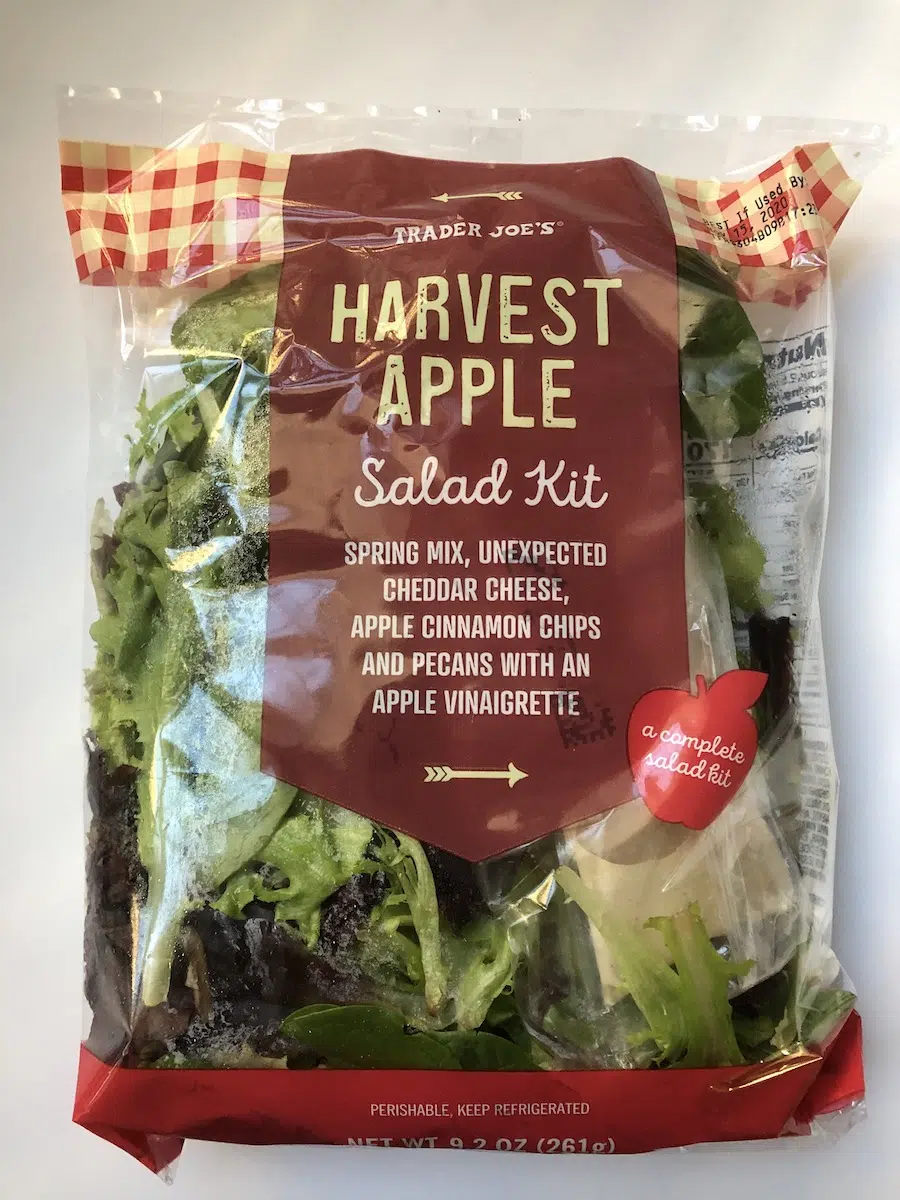 TRADER JOE'S®
BEST If Used By
15, 2020
HARVEST
APPLE
Salad Kit
SPRING MIX, UNEXPECTED
CHEDDAR CHEESE,
APPLE CINNAMON CHIPS
AND PECANS WITH AN
APPLE VINAIGRETTE
a complete
salad kit
PERISHABLE, KEEP REFRIGERATED
NET WT 9.2 OZ (261g)